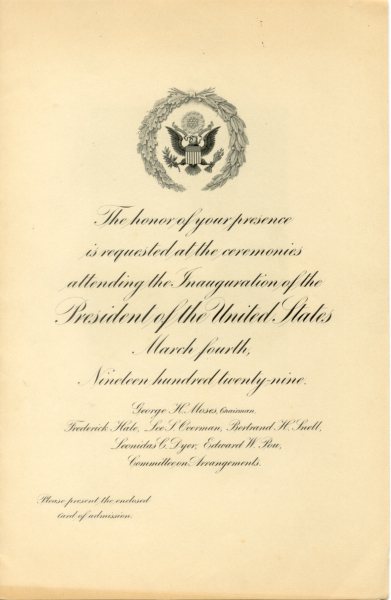 The honor of your presence
is requested at the ceremonies
attending the Inauguration of the
President of the United States
March fourth,
Nineteen hundred twenty-nine.
George H. Moses, Chairman,
Frederick Hale, Lee S. Overman, Bertrand H. Snell,
Leonidas C. Dyer, Edward W. Pou,
Committee on Arrangements.
Please present the enclosed
card of admission.